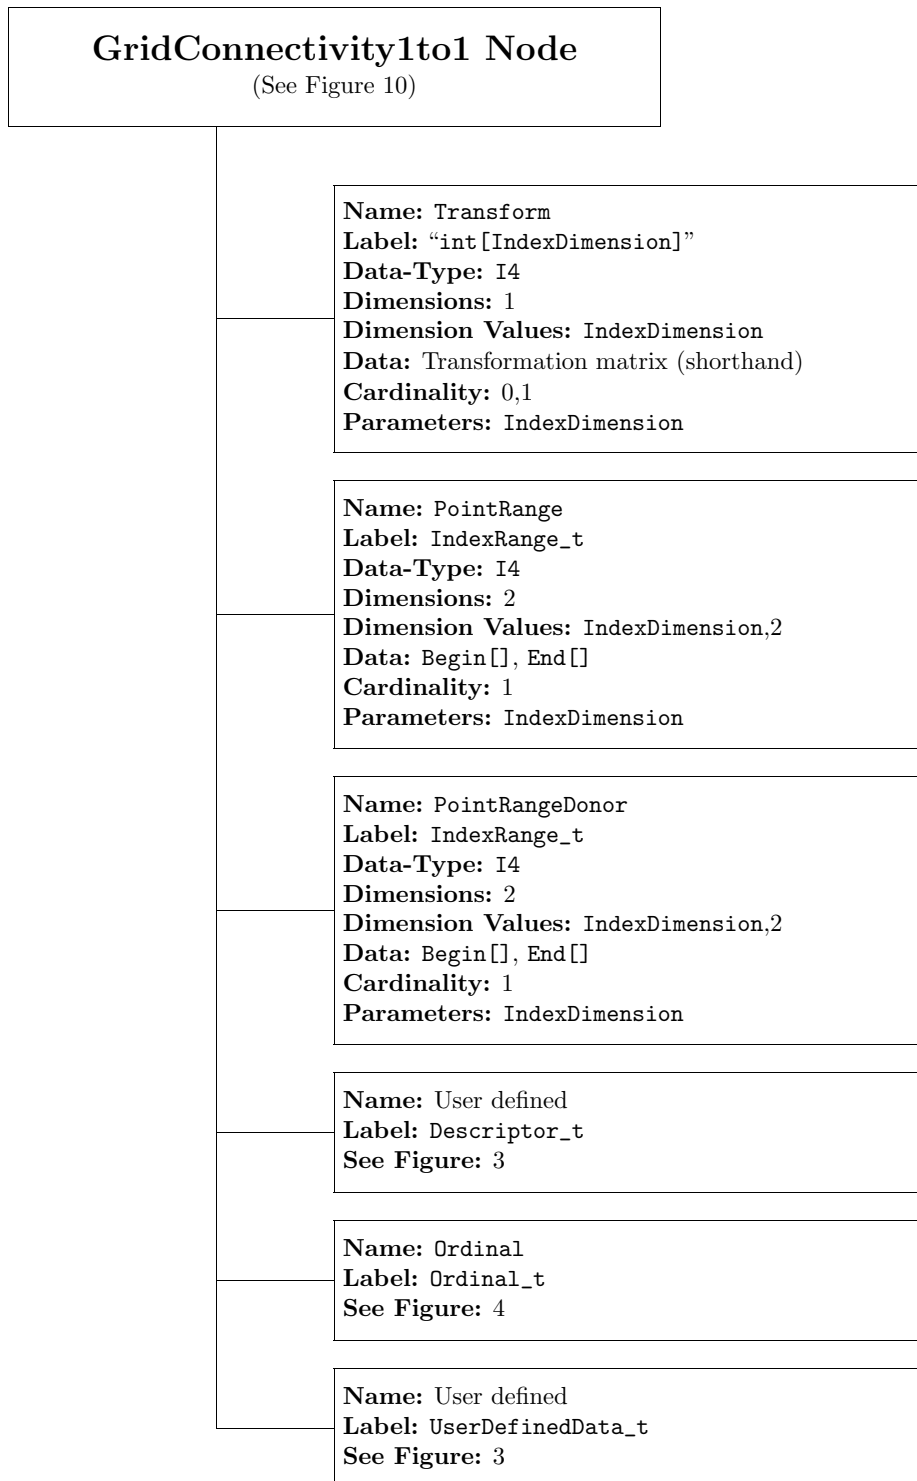 GridConnectivity1to1 Node
(See Figure 10)
Name: Transform
Label: “int[IndexDimension]”
Data-Type: I4
Dimensions: 1
Dimension Values: IndexDimension
Data: Transformation matrix (shorthand)
Cardinality: 0,1
Parameters: IndexDimension
Name: PointRange
Label: IndexRange_t
Data-Type: I4
Dimensions: 2
Dimension Values: IndexDimension,2
Data: Begin[], End[]
Cardinality: 1
Parameters: IndexDimension
Name: PointRangeDonor
Label: IndexRange_t
Data-Type: I4
Dimensions: 2
Dimension Values: IndexDimension,2
Data: Begin[], End[]
Cardinality: 1
Parameters: IndexDimension
Name: User defined
Label: Descriptor_t
See Figure: 3
Name: Ordinal
Label: Ordinal_t
See Figure: 4
Name: User defined
Label: UserDefinedData_t
See Figure: 3